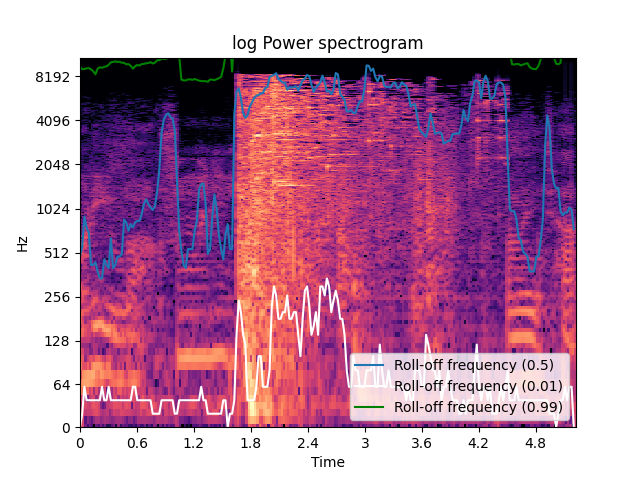 log Power spectrogram
8192
4096
2048
1024
512
256
128
64
0
Hz
Roll-off frequency (0.5)
Roll-off frequency (0.01)
Roll-off frequency (0.99)
0 0.6 1.2 1.8 2.4 3 3.6 4.2 4.8
Time